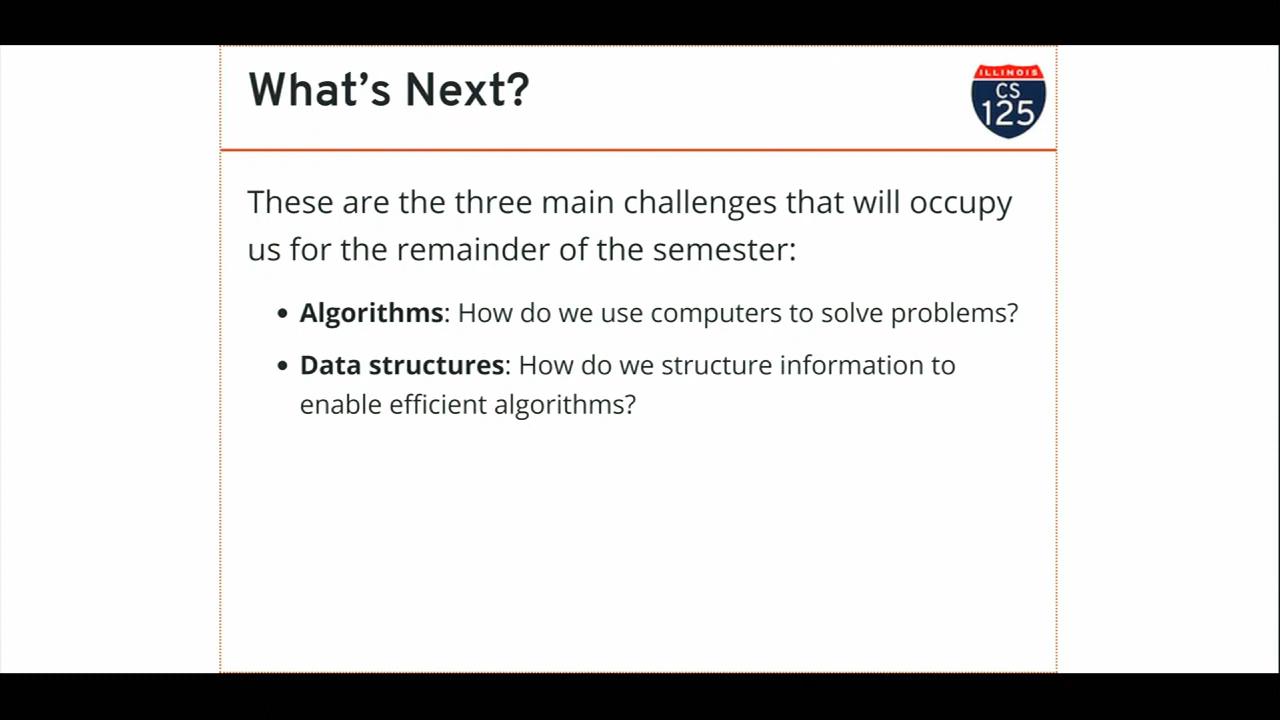 What’s Next?
ILLINOIS
CS
125
These are the three main challenges that will occupy
us for the remainder of the semester:
• Algorithms: How do we use computers to solve problems?
• Data structures: How do we structure information to
enable efficient algorithms?